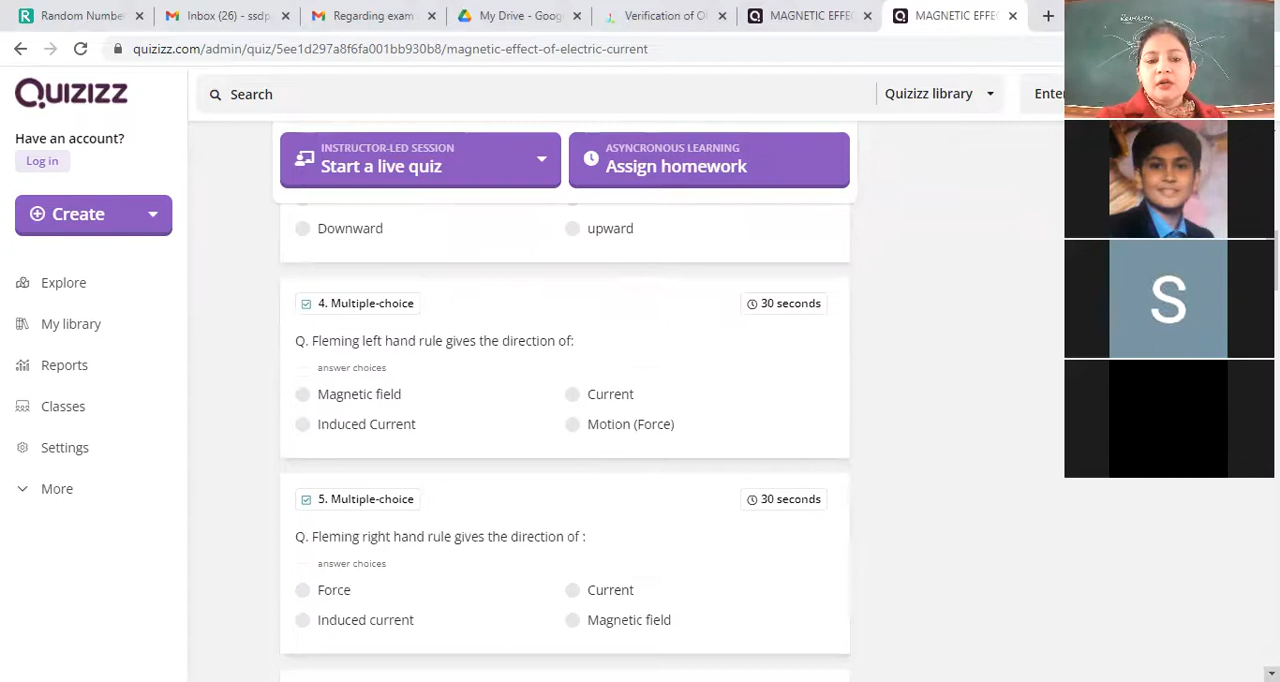 Random Numbe
Inbox (26) - ssdp
Regarding exam
My Drive - Goog
Verification of O
MAGNETIC EFFEC
MAGNETIC EFFEC
quizizz.com/admin/quiz/5ee1d297a8f6fa001bb930b8/magnetic-effect-of-electric-current
Revision
QUIZIZZ
Search
Quizizz library
Enter
Have an account?
Log in
Create
Explore
My library
Reports
Classes
Settings
More
INSTRUCTOR-LED SESSION
Start a live quiz
ASYNCRONOUS LEARNING
Assign homework
Downward
upward
4. Multiple-choice
30 seconds
Q. Fleming left hand rule gives the direction of:
answer choices
Magnetic field
Current
Induced Current
Motion (Force)
5. Multiple-choice
30 seconds
Q. Fleming right hand rule gives the direction of :
answer choices
Force
Current
Induced current
Magnetic field
S